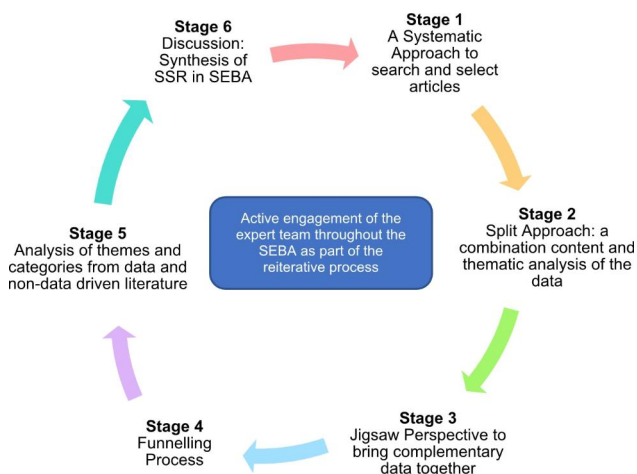 Stage 6
Discussion:
Synthesis of
SSR in SEBA
Stage 1
A Systematic
Approach to
search and select
articles
Stage 2
Split Approach: a
combination content and
thematic analysis of the
data
Stage 3
Jigsaw Perspective to
bring complementary
data together
Stage 4
Funnelling
Process
Stage 5
Analysis of themes and
categories from data and
non-data driven literature
Active engagement of the
expert team throughout the
SEBA as part of the
reiterative process